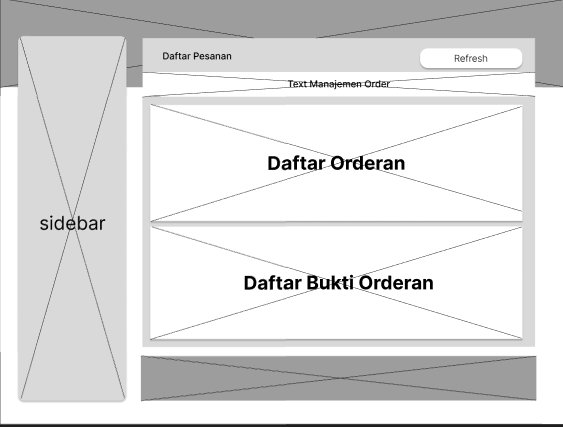 Daftar Pesanan
Refresh
Text Manajemen Order
Daftar Orderan
sidebar
Daftar Bukti Orderan